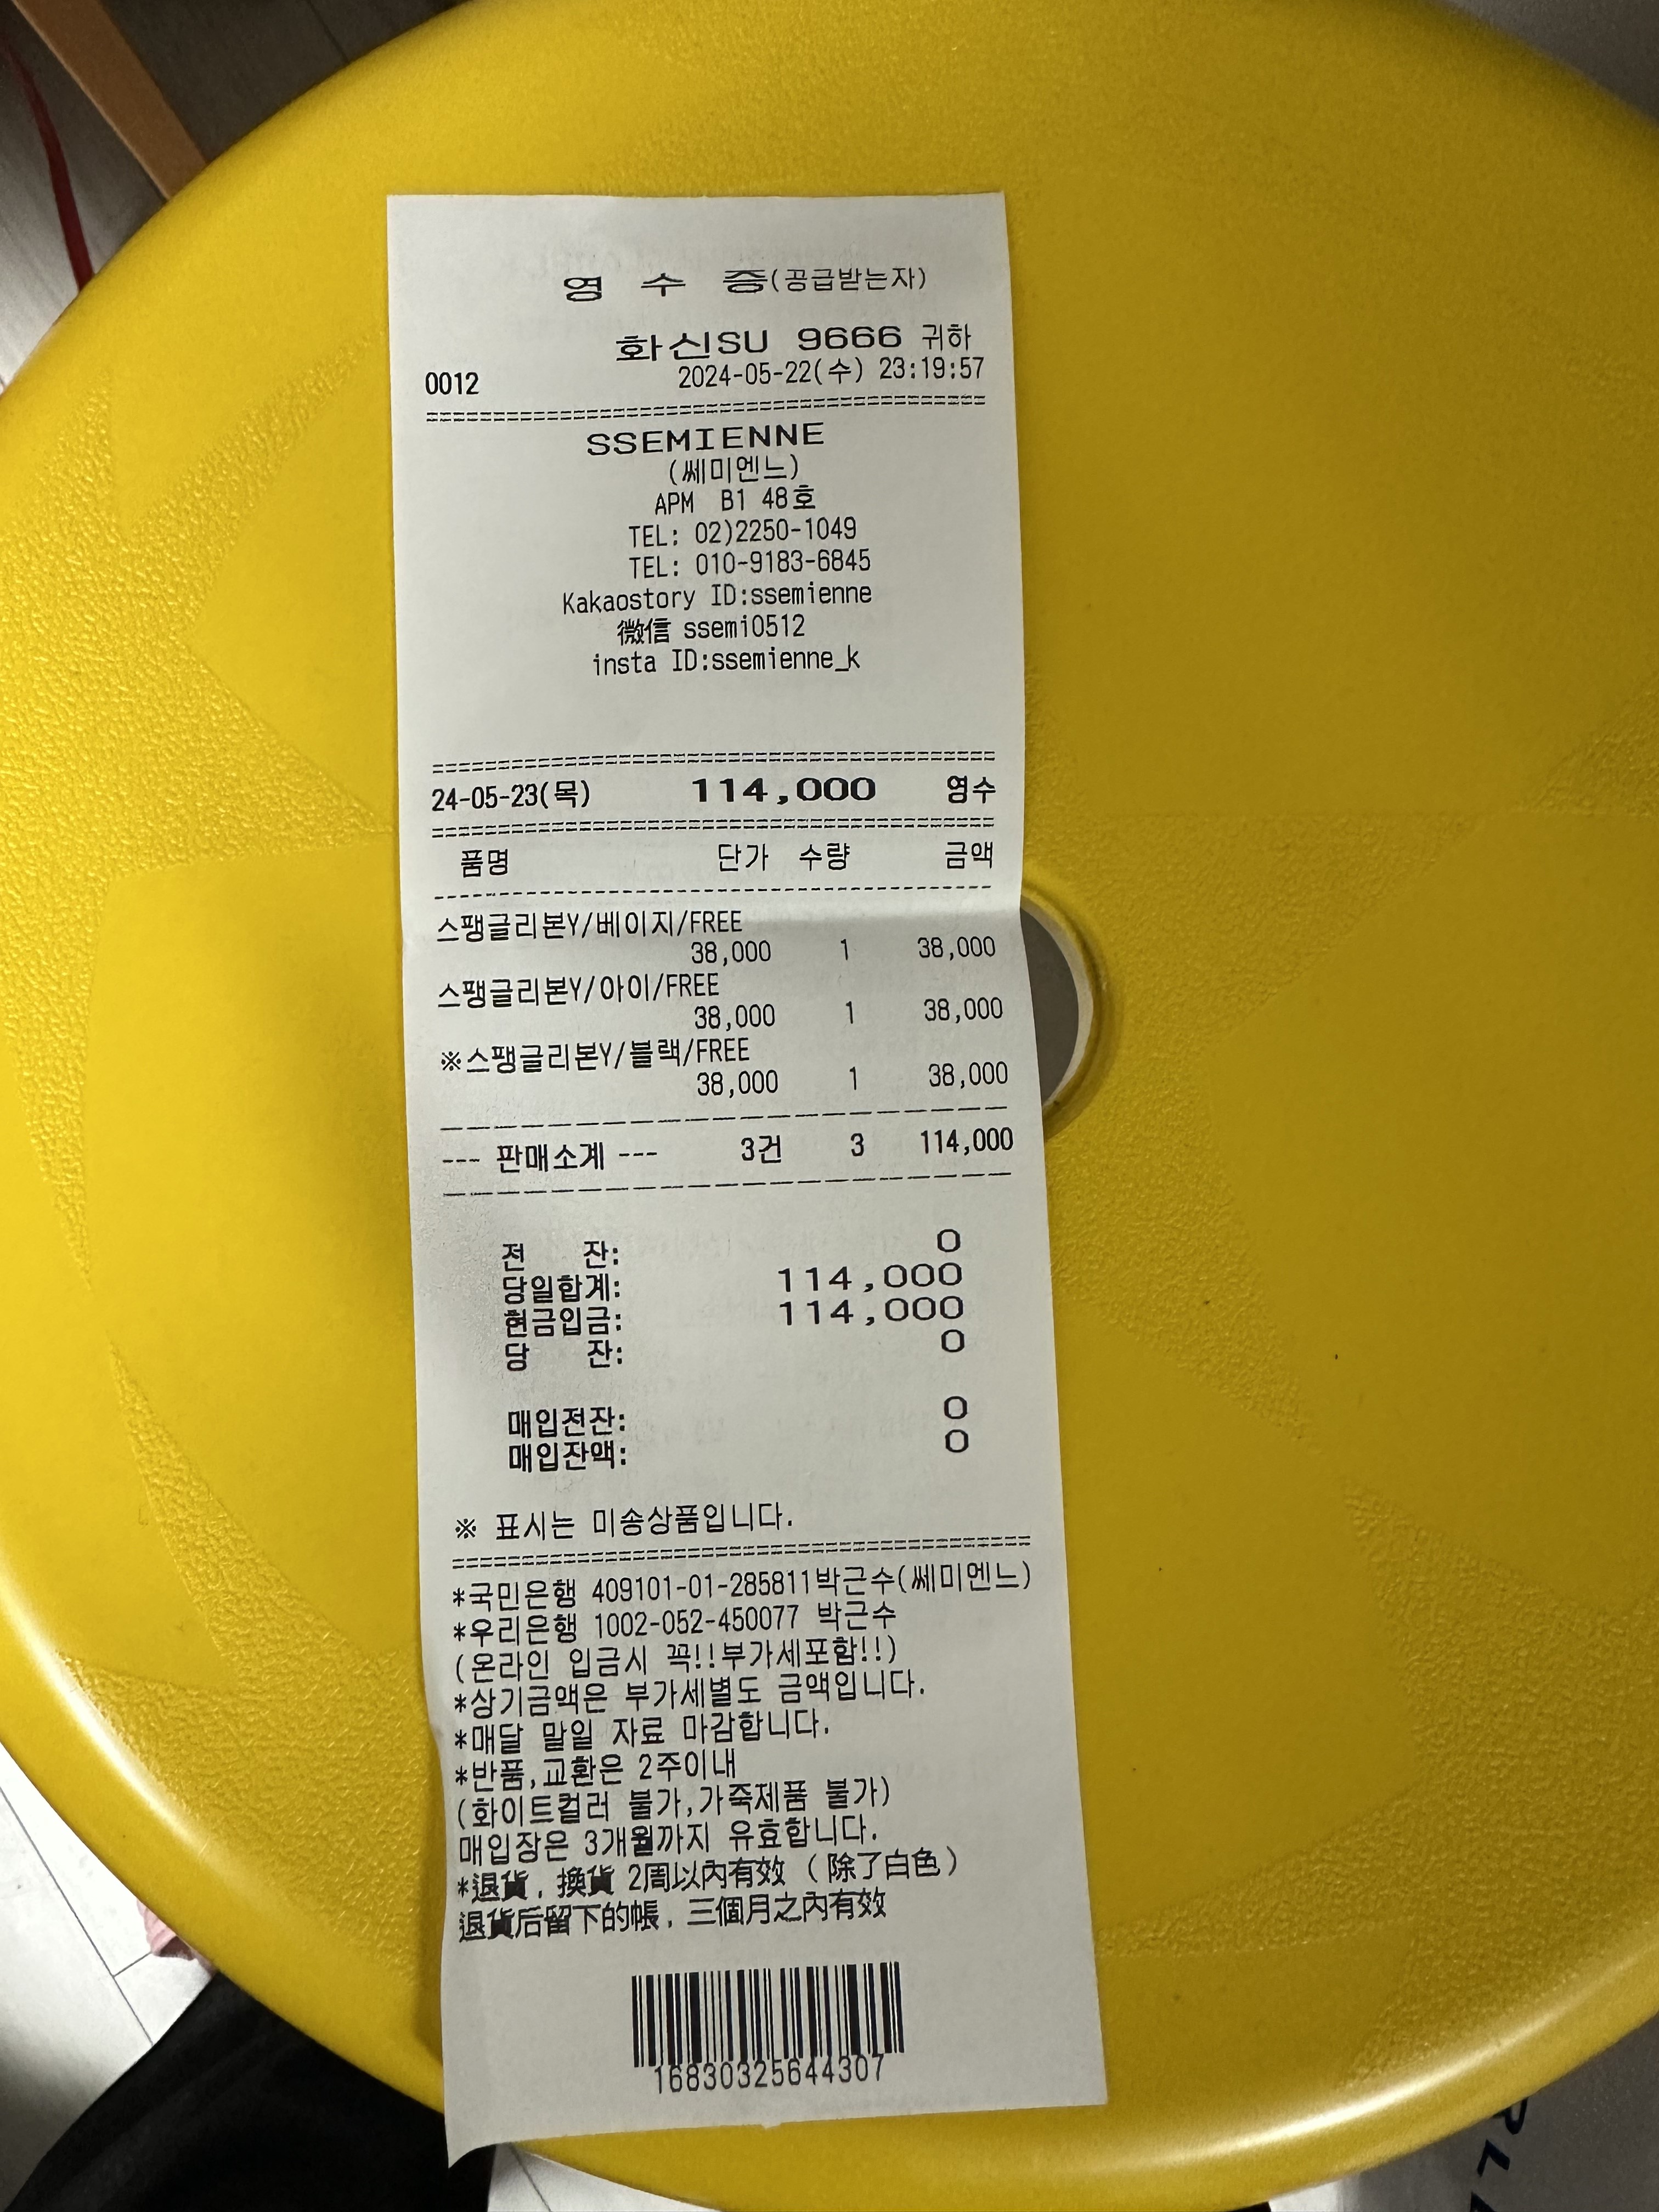 영 수 증(공급받는자)
화신SU 9666 귀하
0012 2024-05-22(수) 23:19:57
========================================
SSEMIENNE
(쎄미엔느)
APM B1 48호
TEL: 02)2250-1049
TEL: 010-9183-6845
Kakaostory ID:ssemienne
微信 ssemi0512
insta ID:ssemienne_k
========================================
24-05-23(목) 114,000 영수
========================================
품명 단가 수량 금액
----------------------------------------
스팽글리본Y/베이지/FREE
38,000 1 38,000
스팽글리본Y/아이/FREE
38,000 1 38,000
※스팽글리본Y/블랙/FREE
38,000 1 38,000
--- 판매소계 --- 3건 3 114,000
전 잔: 0
당일합계: 114,000
현금입금: 114,000
당 잔: 0
매입전잔: 0
매입잔액: 0
※ 표시는 미송상품입니다.
========================================
*국민은행 409101-01-285811박근수(쎄미엔느)
*우리은행 1002-052-450077 박근수
(온라인 입금시 꼭!!부가세포함!!)
*상기금액은 부가세별도 금액입니다.
*매달 말일 자료 마감합니다.
*반품,교환은 2주이내
(화이트컬러 불가,가죽제품 불가)
매입장은 3개월까지 유효합니다.
*退貨, 換貨 2周以內有效 (除了白色)
退貨后留下的帳, 三個月之內有效
16830325644307